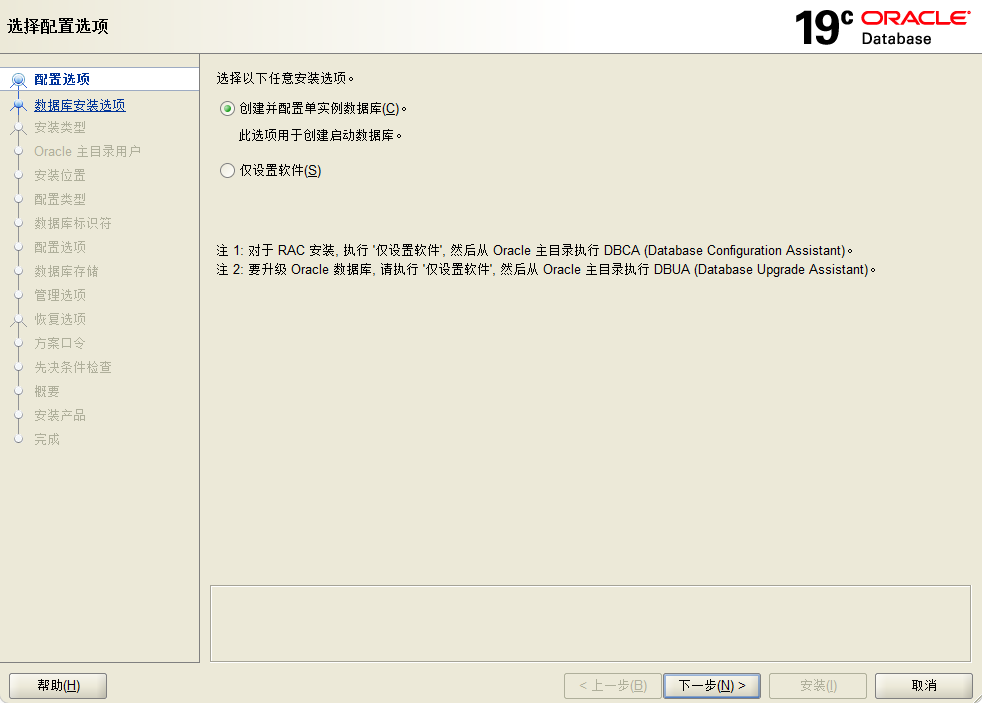 选择配置选项
19c ORACLE
Database
配置选项
数据库安装选项
安装类型
Oracle 主目录用户
安装位置
配置类型
数据库标识符
配置选项
数据库存储
管理选项
恢复选项
方案口令
先决条件检查
概要
安装产品
完成
选择以下任意安装选项。
创建并配置单实例数据库(C)。
此选项用于创建启动数据库。
仅设置软件(S)
注 1: 对于 RAC 安装, 执行 '仅设置软件', 然后从 Oracle 主目录执行 DBCA (Database Configuration Assistant)。
注 2: 要升级 Oracle 数据库, 请执行 '仅设置软件', 然后从 Oracle 主目录执行 DBUA (Database Upgrade Assistant)。
帮助(H)
< 上一步(B)
下一步(N) >
安装(I)
取消